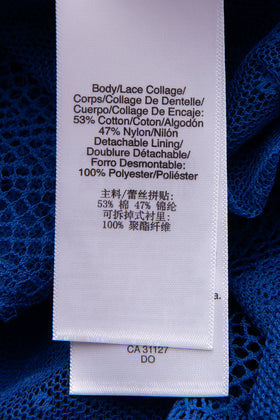 Body/Lace Collage/
Corps/Collage De Dentelle/
Cuerpo/Collage De Encaje:
53% Cotton/Coton/Algodón
47% Nylon/Nilón
Detachable Lining/
Doublure Détachable/
Forro Desmontable:
100% Polyester/Poliéster
主料/蕾丝拼贴:
53% 棉 47% 锦纶
可拆掉式衬里:
100% 聚酯纤维
a.
CA 31127
DO